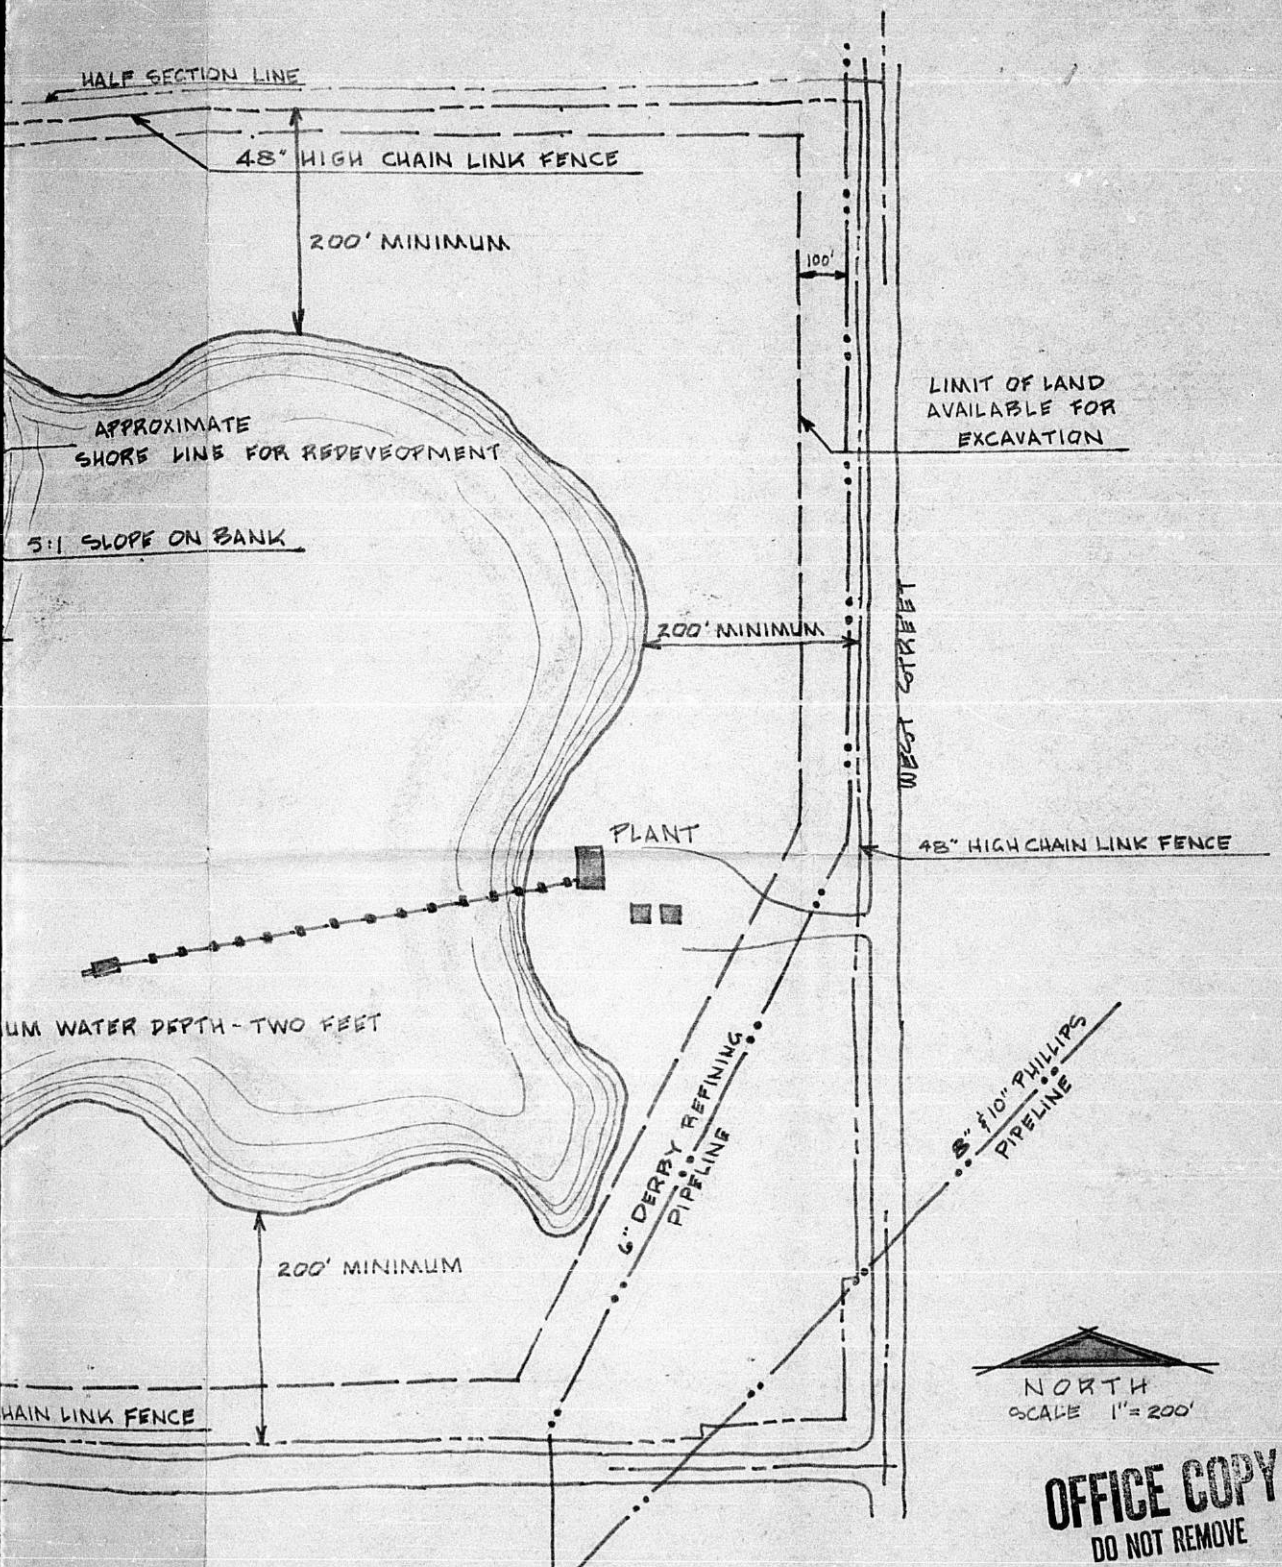 HALF SECTION LINE
48" HIGH CHAIN LINK FENCE
200' MINIMUM
100'
LIMIT OF LAND
AVAILABLE FOR
EXCAVATION
APPROXIMATE
SHORE LINE FOR REDEVEOPMENT
5:1 SLOPE ON BANK
200' MINIMUM
WEST STREET
PLANT
48" HIGH CHAIN LINK FENCE
UM WATER DEPTH - TWO FEET
6" DERBY REFINING
PIPELINE
8" & 10" PHILLIPS
PIPELINE
200' MINIMUM
HAIN LINK FENCE
NORTH
SCALE 1" = 200'
OFFICE COPY
DO NOT REMOVE